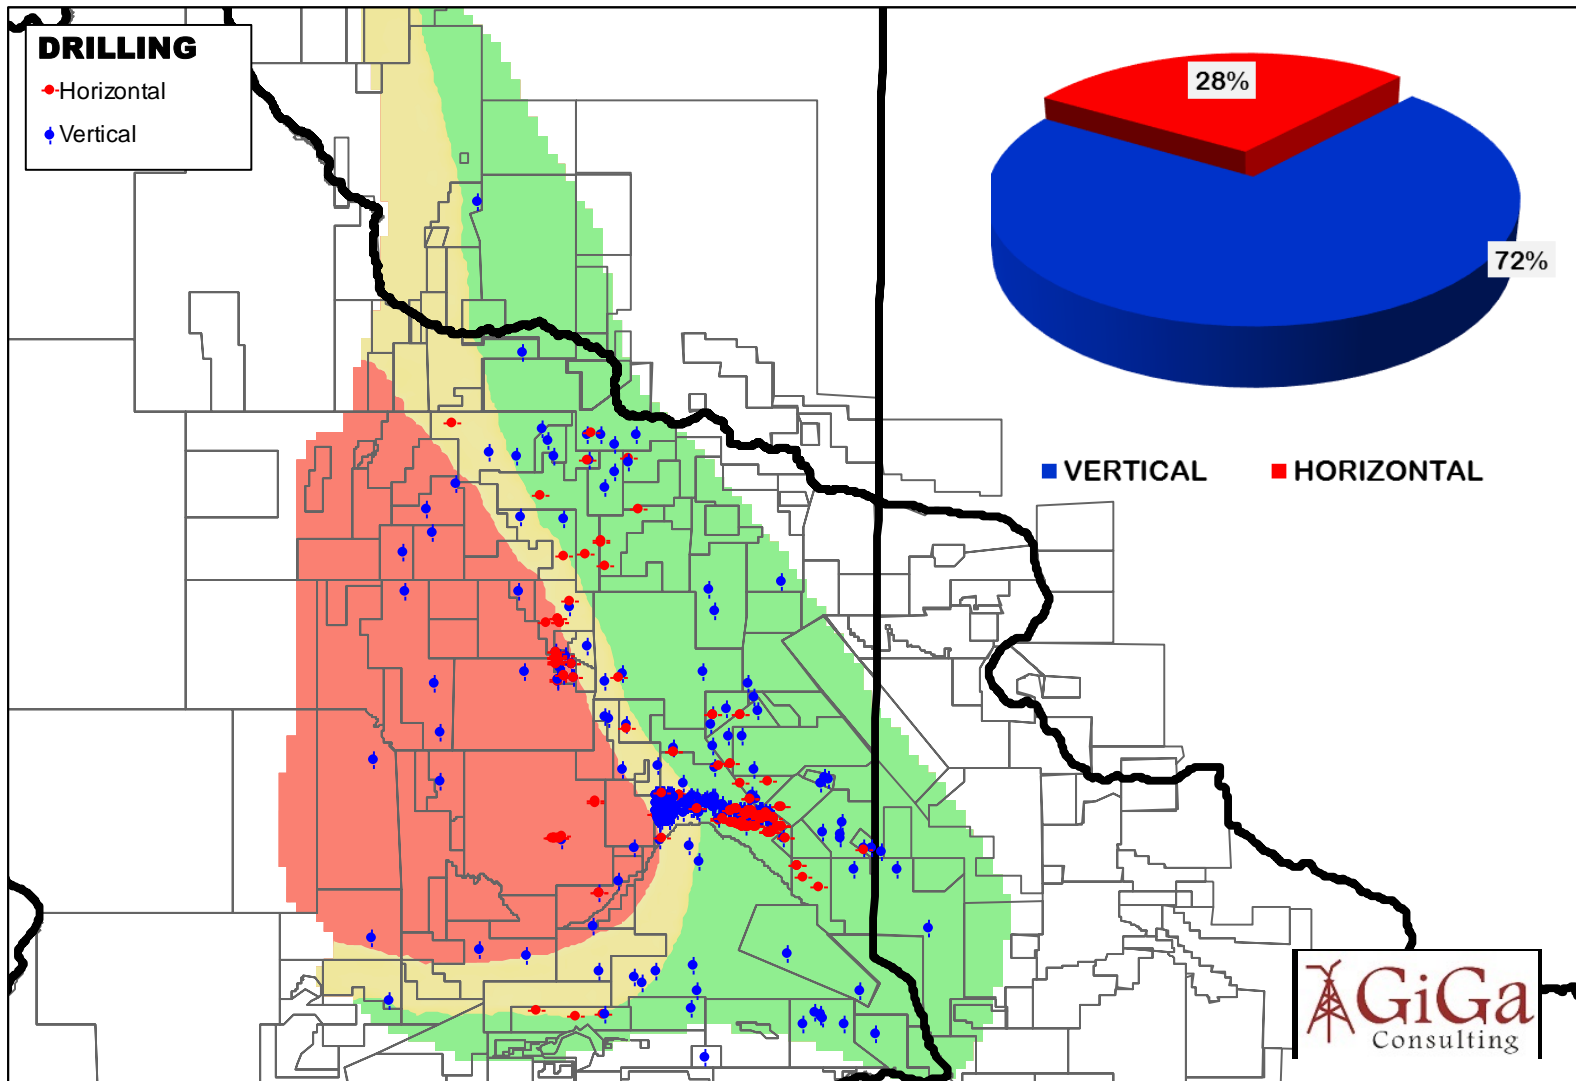 DRILLING
Horizontal
Vertical
28%
72%
VERTICAL
HORIZONTAL
GiGa
Consulting